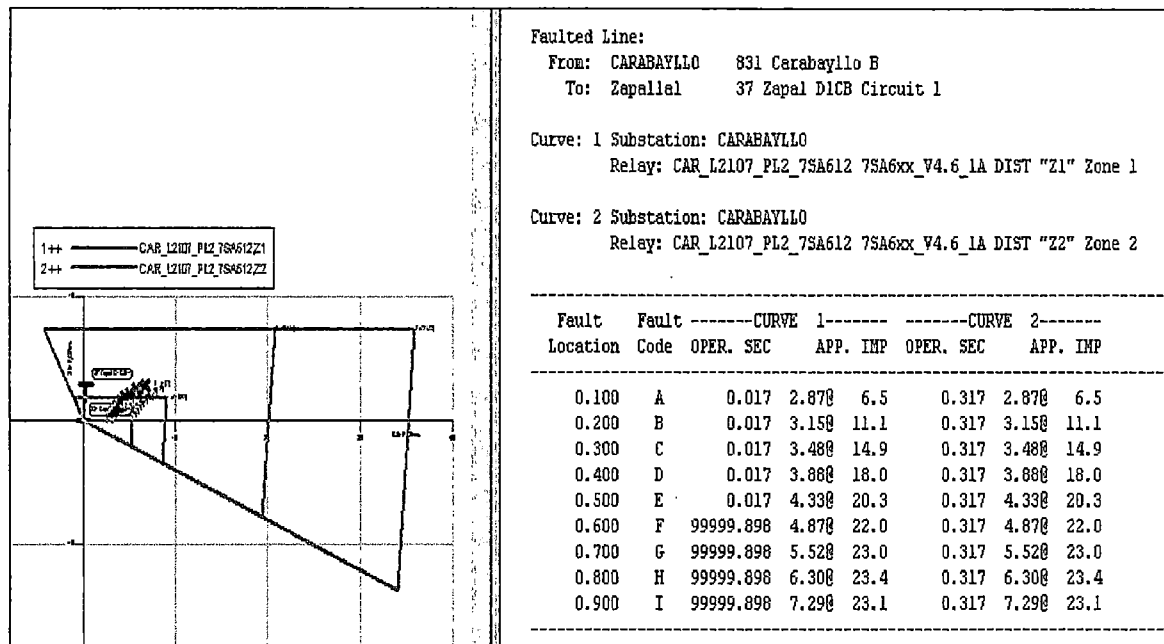 1++ CAR_L2107_PL2_7SA612Z1
2++ CAR_L2107_PL2_7SA612Z2
Faulted Line:
From: CARABAYLLO 831 Carabayllo B
To: Zapallal 37 Zapal D1CB Circuit 1
Curve: 1 Substation: CARABAYLLO
Relay: CAR_L2107_PL2_7SA612 7SA6xx_V4.6_1A DIST "Z1" Zone 1
Curve: 2 Substation: CARABAYLLO
Relay: CAR_L2107_PL2_7SA612 7SA6xx_V4.6_1A DIST "Z2" Zone 2
Fault Fault -------CURVE 1------- -------CURVE 2-------
Location Code OPER. SEC APP. IMP OPER. SEC APP. IMP
0.100 A 0.017 2.87@ 6.5 0.317 2.87@ 6.5
0.200 B 0.017 3.15@ 11.1 0.317 3.15@ 11.1
0.300 C 0.017 3.48@ 14.9 0.317 3.48@ 14.9
0.400 D 0.017 3.88@ 18.0 0.317 3.88@ 18.0
0.500 E 0.017 4.33@ 20.3 0.317 4.33@ 20.3
0.600 F 99999.898 4.87@ 22.0 0.317 4.87@ 22.0
0.700 G 99999.898 5.52@ 23.0 0.317 5.52@ 23.0
0.800 H 99999.898 6.30@ 23.4 0.317 6.30@ 23.4
0.900 I 99999.898 7.29@ 23.1 0.317 7.29@ 23.1